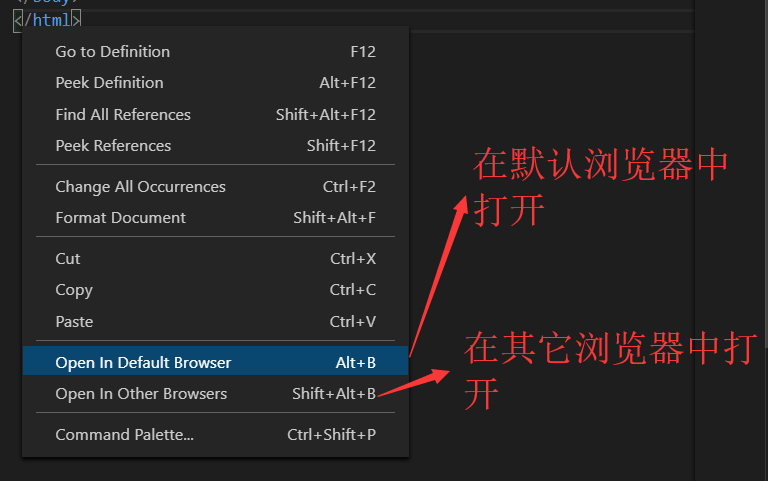 </body>
</html>
Go to Definition F12
Peek Definition Alt+F12
Find All References Shift+Alt+F12
Peek References Shift+F12
Change All Occurrences Ctrl+F2
Format Document Shift+Alt+F
Cut Ctrl+X
Copy Ctrl+C
Paste Ctrl+V
Open In Default Browser Alt+B
Open In Other Browsers Shift+Alt+B
Command Palette... Ctrl+Shift+P
在默认浏览器中
打开
在其它浏览器中打
开